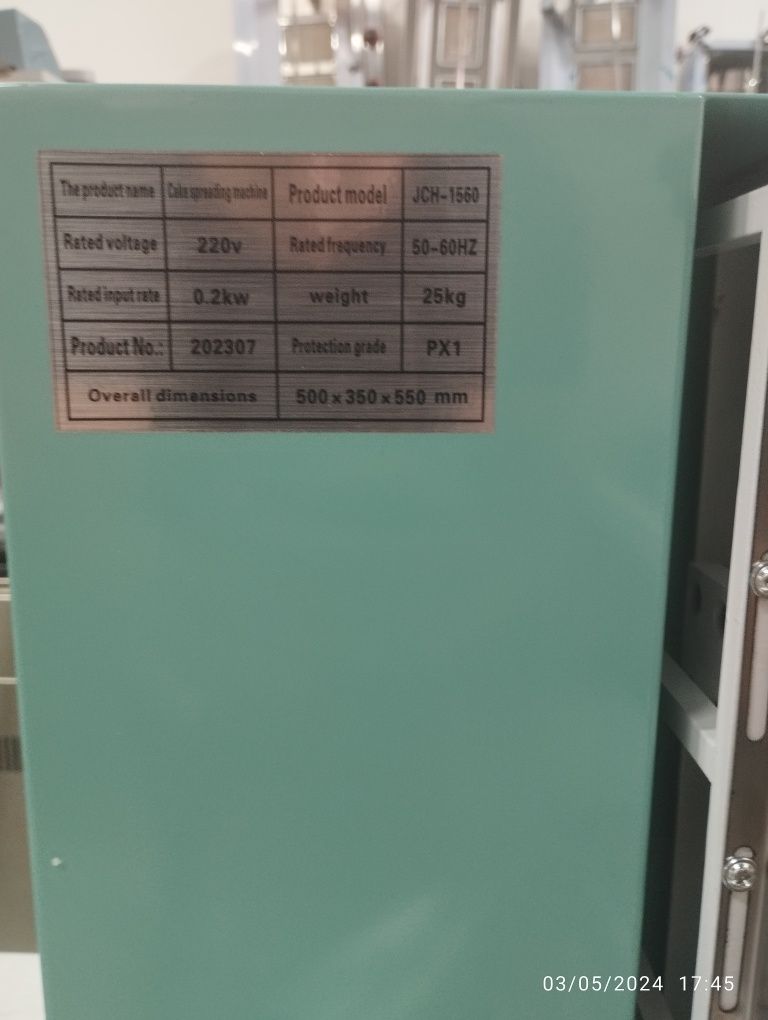 The product name Cake spreading machine Product model JCH-1560
Rated voltage 220v Rated frequency 50-60HZ
Rated input rate 0.2kw weight 25kg
Product No.: 202307 Protection grade PX1
Overall dimensions 500×350×550 mm
03/05/2024 17:45